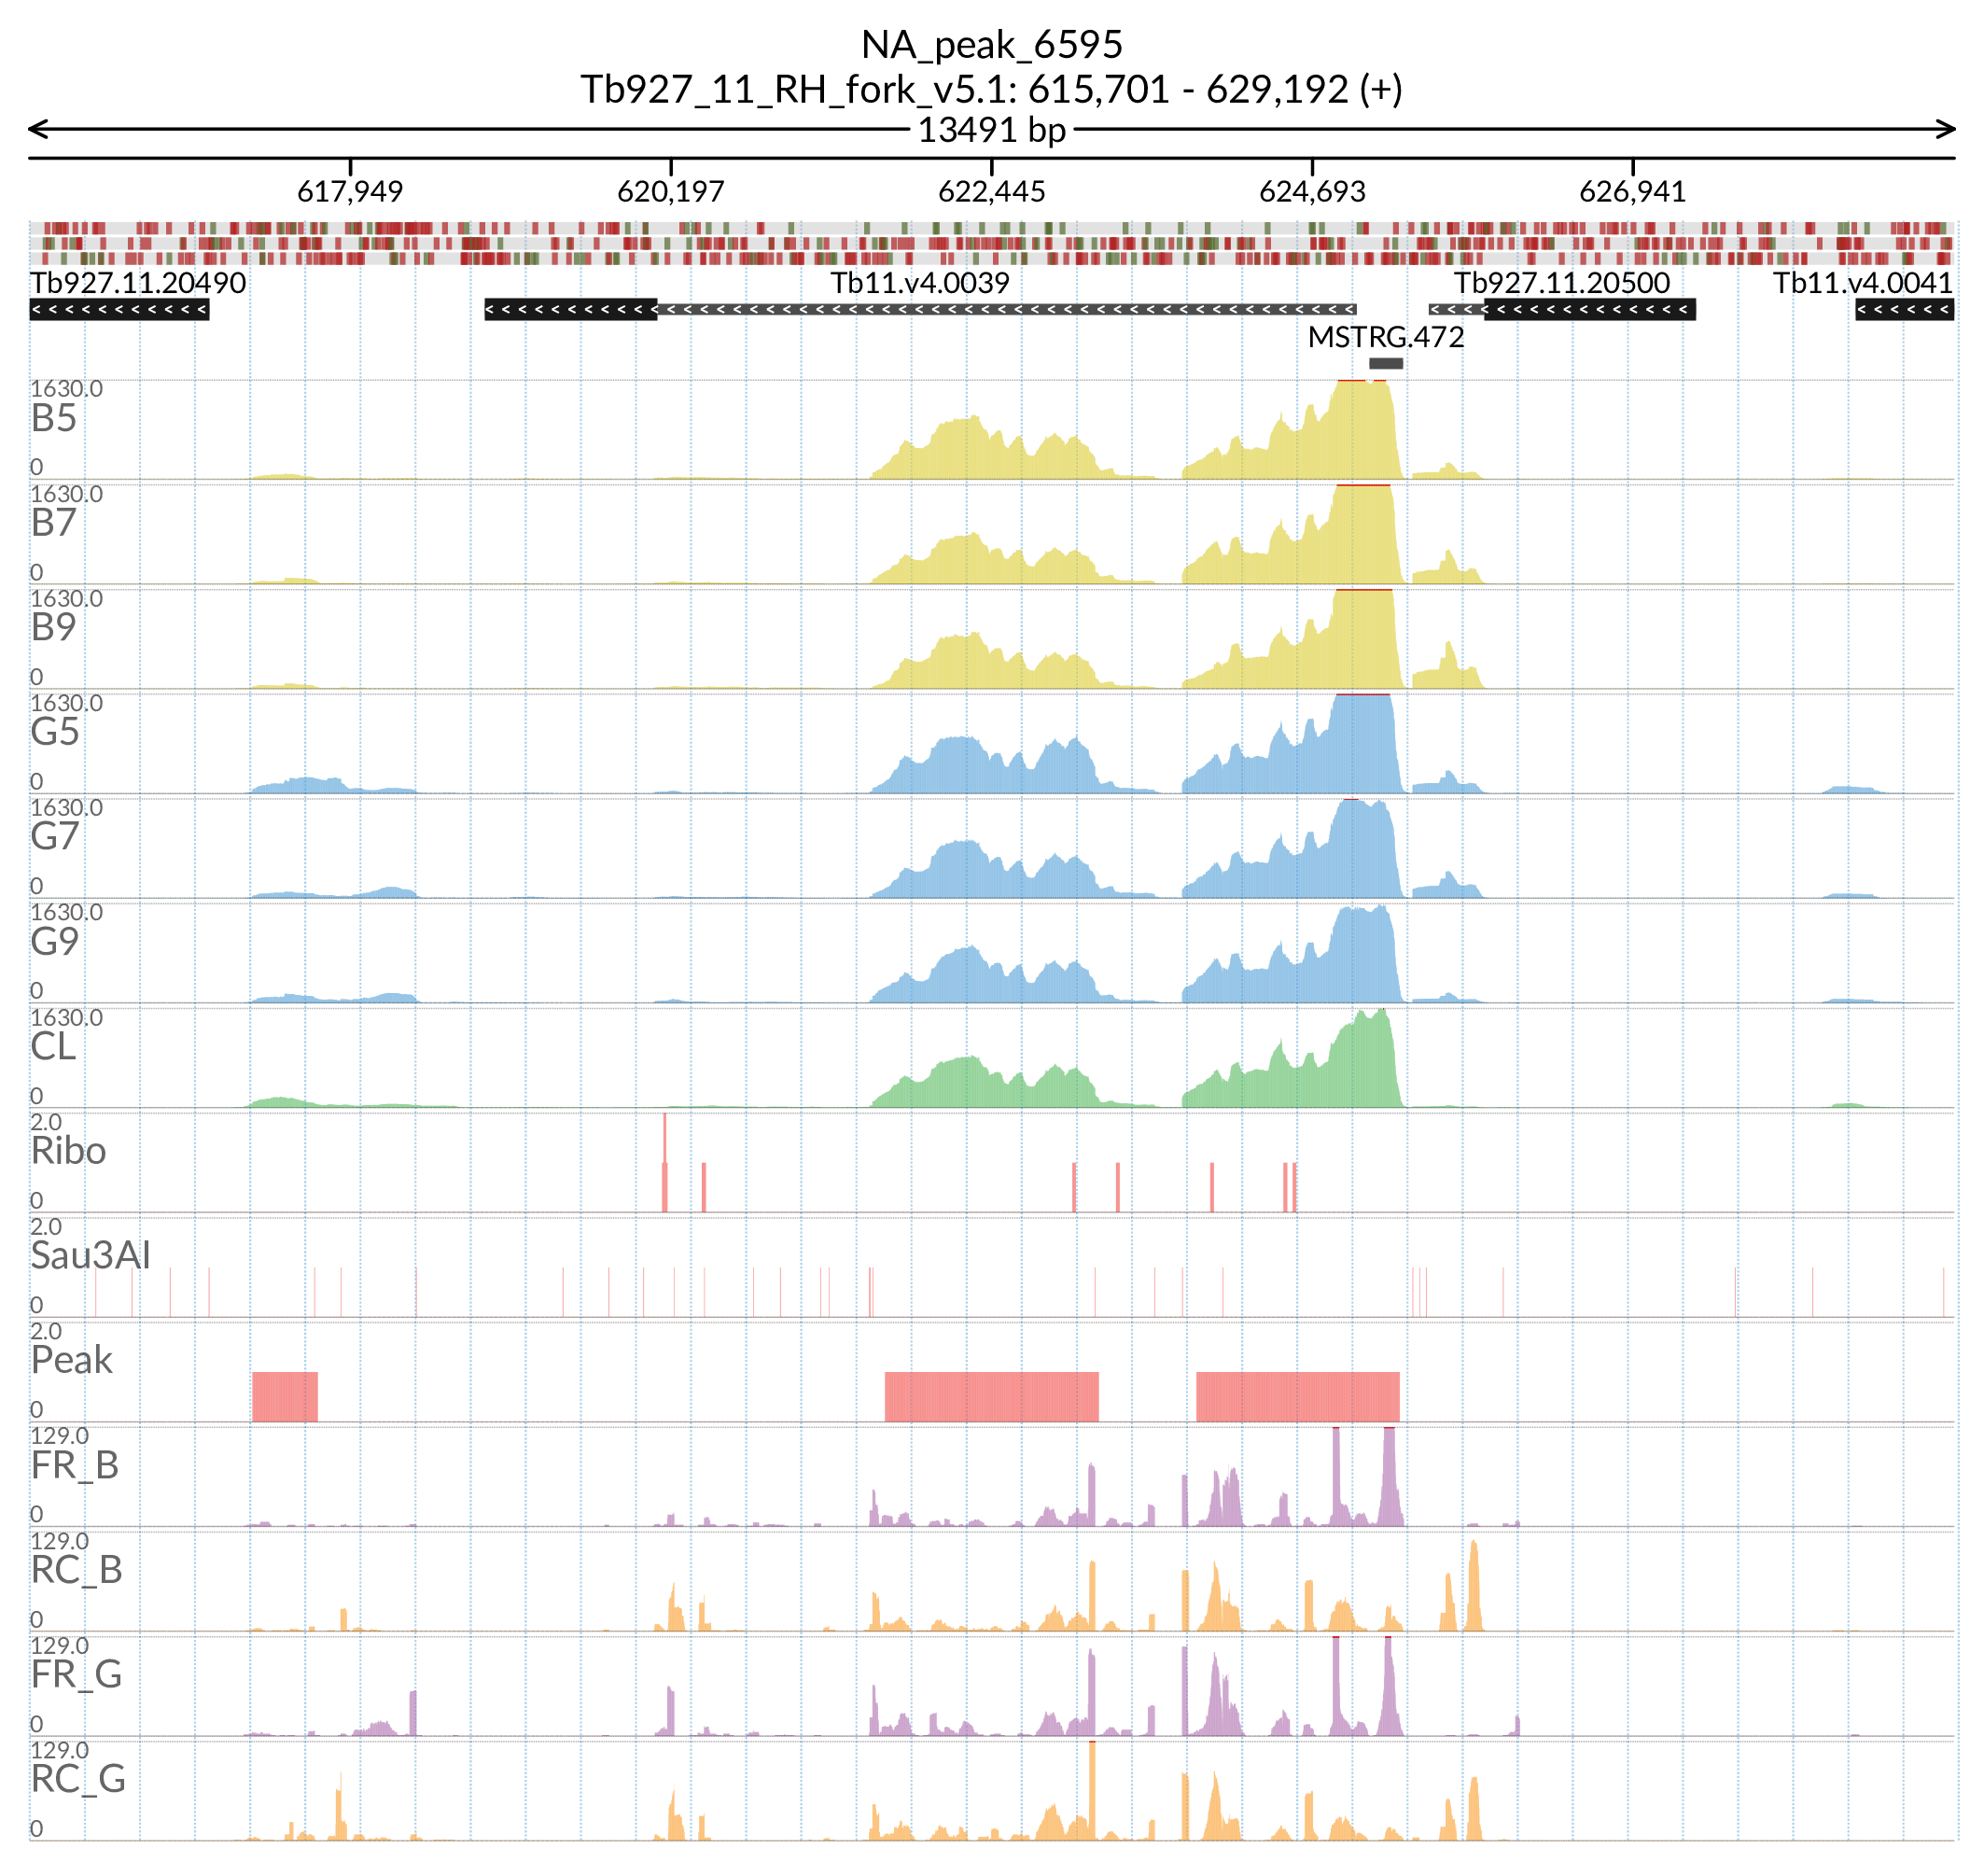 NA_peak_6595
Tb927_11_RH_fork_v5.1: 615,701 - 629,192 (+)
13491 bp
617,949 620,197 622,445 624,693 626,941
Tb927.11.20490 Tb11.v4.0039 Tb927.11.20500 Tb11.v4.0041
MSTRG.472
1630.0
B5
0
1630.0
B7
0
1630.0
B9
0
1630.0
G5
0
1630.0
G7
0
1630.0
G9
0
1630.0
CL
0
2.0
Ribo
0
2.0
Sau3AI
0
2.0
Peak
0
129.0
FR_B
0
129.0
RC_B
0
129.0
FR_G
0
129.0
RC_G
0